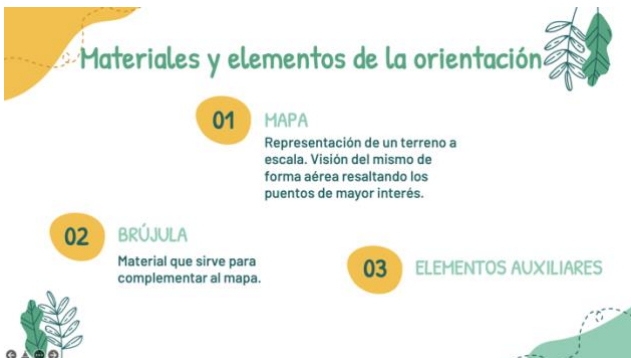 Materiales y elementos de la orientación
01
MAPA
Representación de un terreno a
escala. Visión del mismo de
forma aérea resaltando los
puentos de mayor interés.
02
BRÚJULA
Material que sirve para
complementar al mapa.
03
ELEMENTOS AUXILIARES